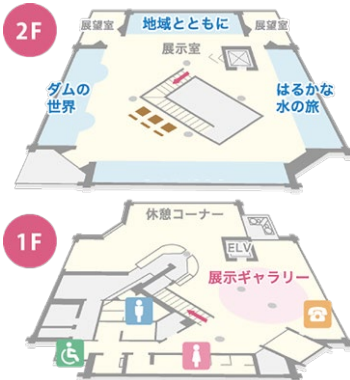 2F
展望室
地域とともに
展望室
展示室
ダムの
世界
はるかな
水の旅
1F
休憩コーナー
ELV
展示ギャラリー